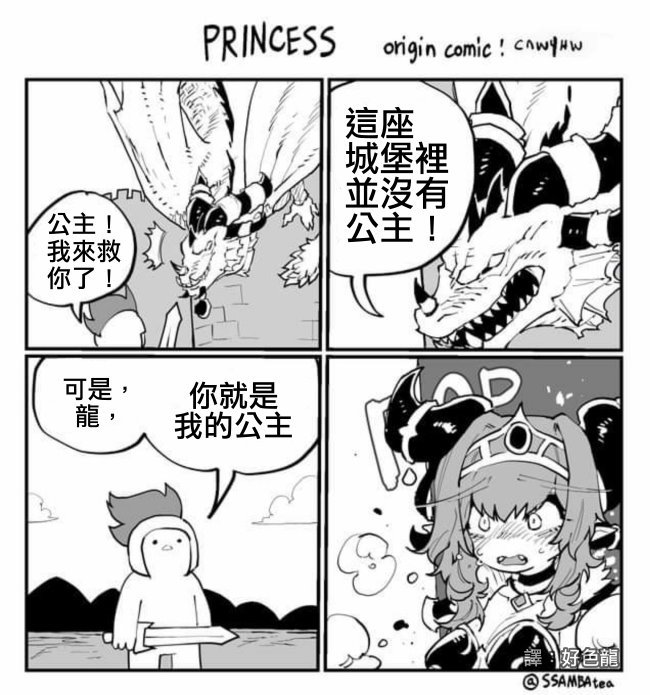 PRINCESS
origin comic! cnwyhw
公主！
我來救
你了！
這座
城堡裡
並沒有
公主！
可是，
龍，
你就是
我的公主
POP
譯：好色龍
@SSAMBAtea